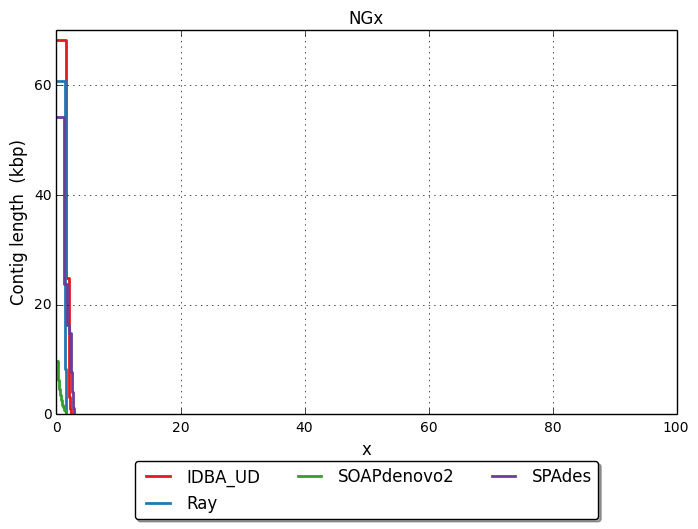 NGx
Contig length (kbp)
60
40
20
0
0 20 40 60 80 100
x
IDBA_UD SOAPdenovo2 SPAdes
Ray